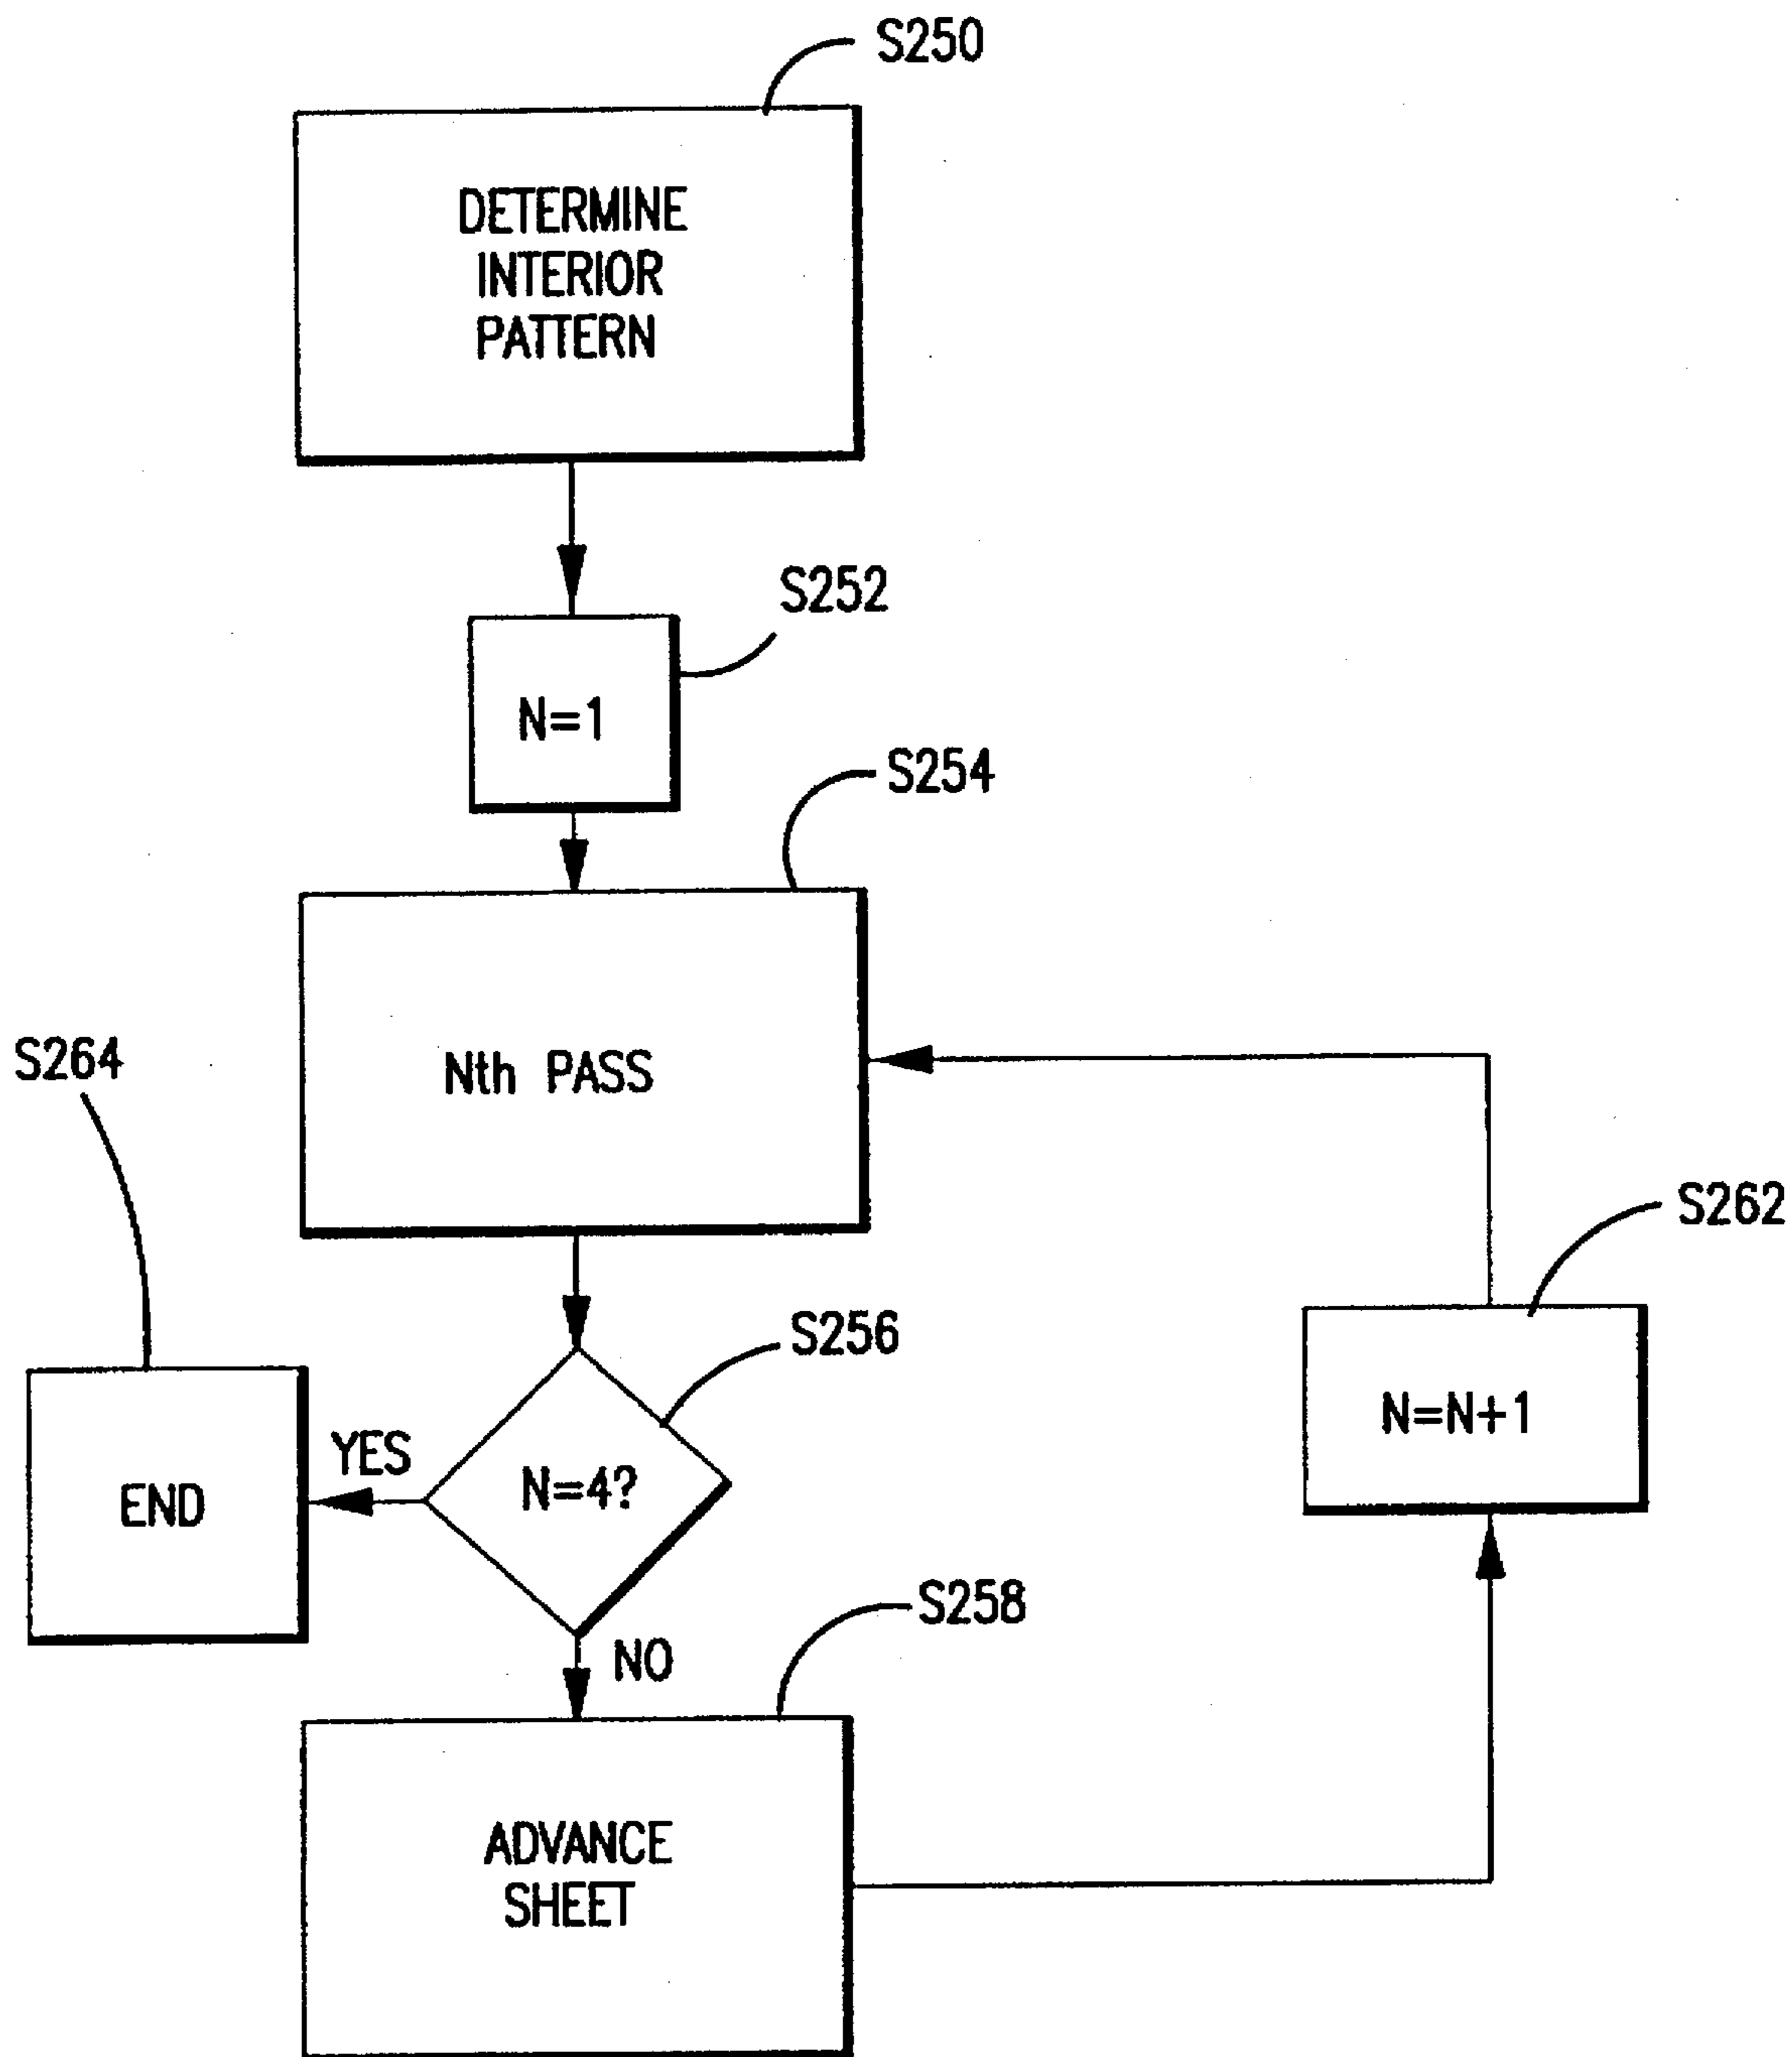 S250
DETERMINE
INTERIOR
PATTERN
S252
N=1
S254
Nth PASS
S264
S262
S256
N=N+1
END
YES
N=4?
NO
S258
ADVANCE
SHEET